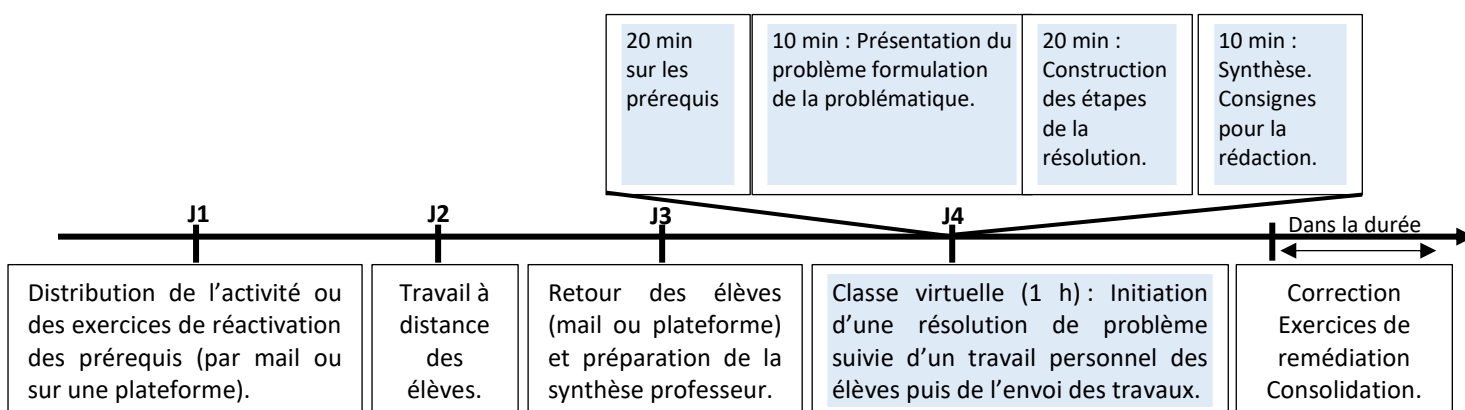 20 min
sur les
prérequis
10 min : Présentation du
problème formulation
de la problématique.
20 min :
Construction
des étapes
de la
résolution.
10 min :
Synthèse.
Consignes
pour la
rédaction.
J1
J2
J3
J4
Dans la durée
Distribution de l’activité ou
des exercices de réactivation
des prérequis (par mail ou
sur une plateforme).
Travail à
distance
des
élèves.
Retour des élèves
(mail ou plateforme)
et préparation de la
synthèse professeur.
Classe virtuelle (1 h) : Initiation
d’une résolution de problème
suivie d’un travail personnel des
élèves puis de l’envoi des travaux.
Correction
Exercices de
remédiation
Consolidation.